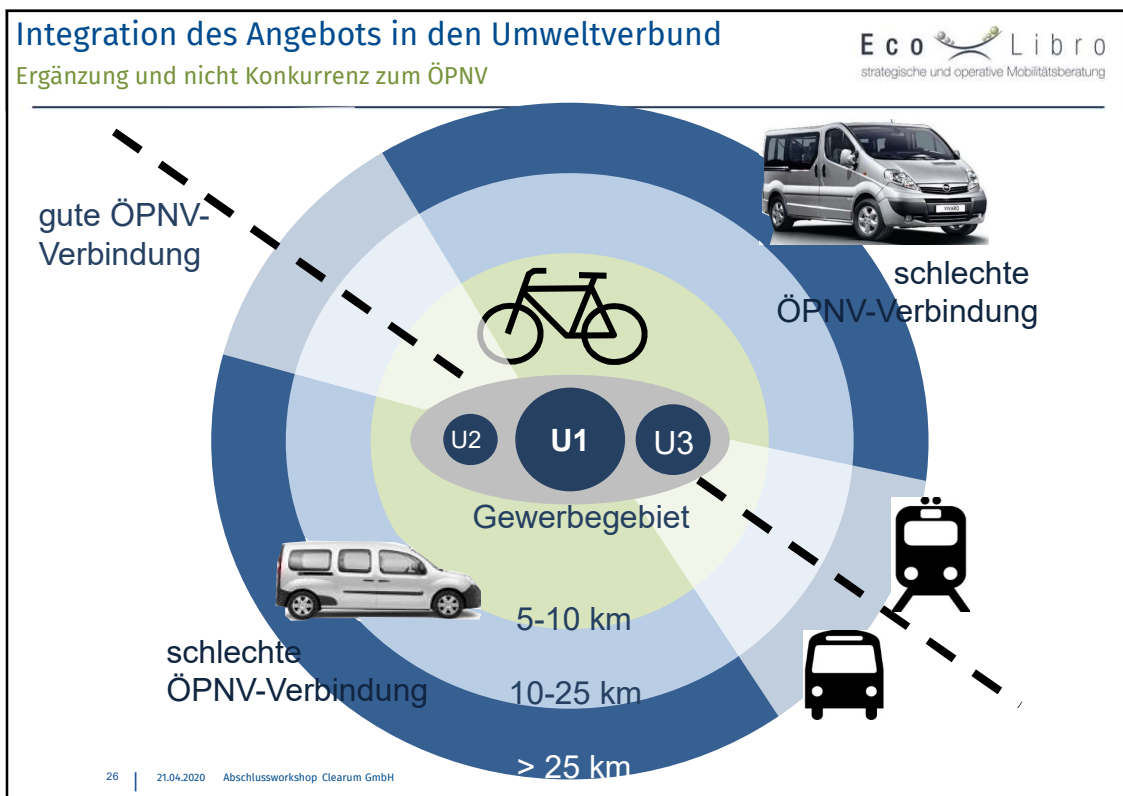 Integration des Angebots in den Umweltverbund
Ergänzung und nicht Konkurrenz zum ÖPNV
Eco Libro
strategische und operative Mobilitätsberatung
gute ÖPNV-
Verbindung
VIVARO
schlechte
ÖPNV-Verbindung
U2
U1
U3
Gewerbegebiet
5-10 km
schlechte
ÖPNV-Verbindung
10-25 km
> 25 km
26 | 21.04.2020 Abschlussworkshop Clearum GmbH